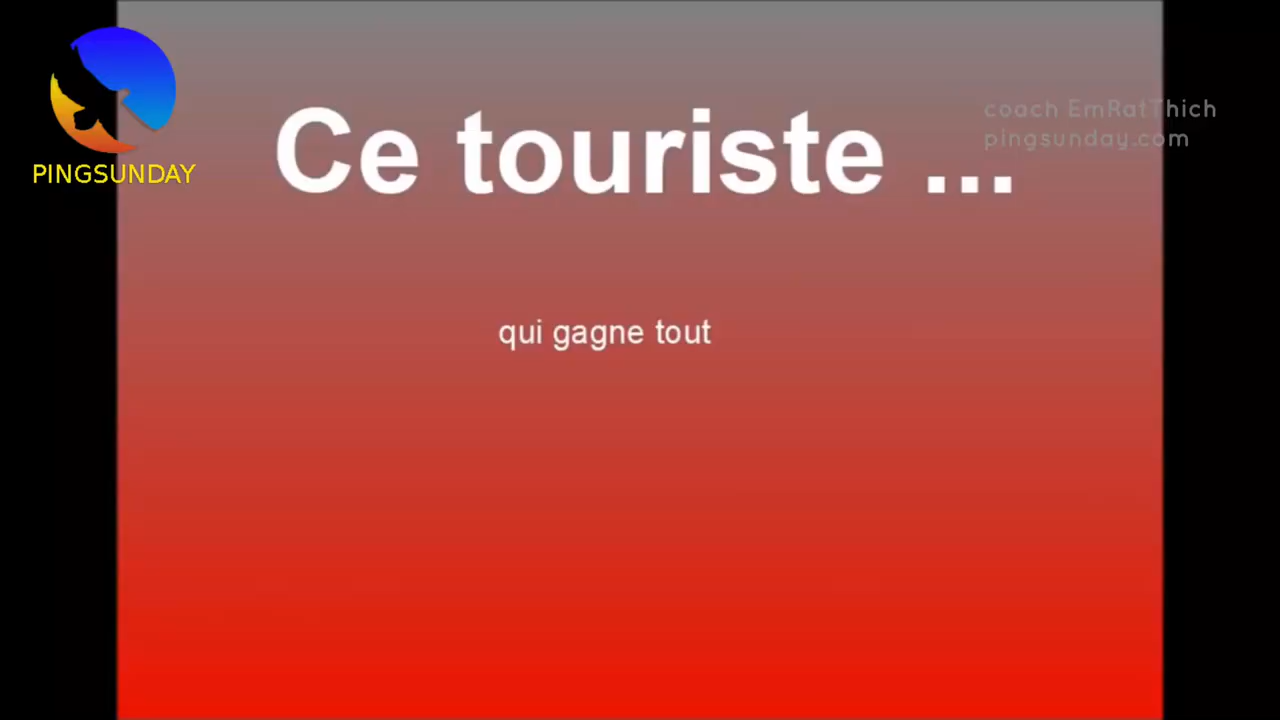 Ce touriste ...
coach EmRatThich
pingsunday.com
PINGSUNDAY
qui gagne tout